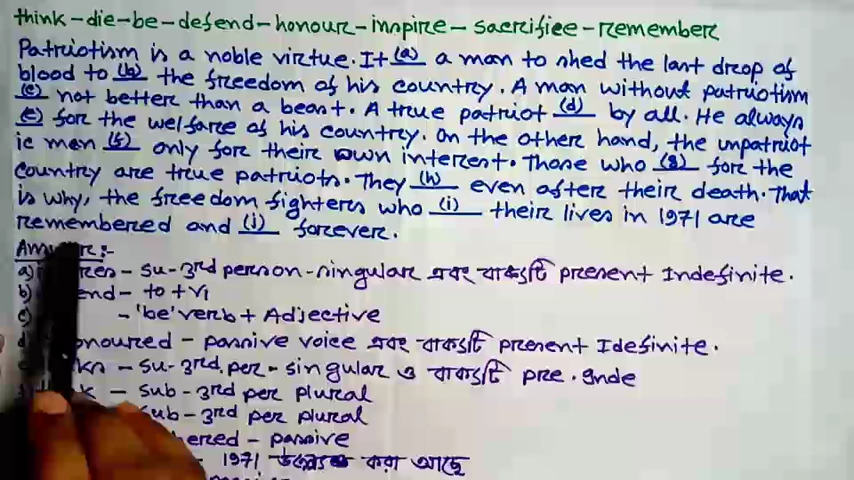 think-die-be-defend-honour-inspire-sacrifice-remember
Patriotism is a noble virtue. It (a) a man to shed the last drop of
blood to (b) the freedom of his country. A man without patriotism
(c) not better than a beast. A true patriot (d) by all. He always
(e) for the welfare of his country. On the other hand, the unpatriot
ic men (f) only for their own interest. Those who (g) for the
country are true patriots. They (h) even after their death. That
is why, the freedom fighters who (i) their lives in 1971 are
remembered and (j) forever.
a) - su-3rd person-singular এবং বাক্যটি present Indefinite.
b) - to + v1
c) - 'be' verb + Adjective
honoured - passive voice এবং বাক্যটি present Idefinite.
- su-3rd. per-singular ও বাক্যটি pre. Inde
- sub-3rd per plural
sub-3rd per plural
- passive
1971 করা আছে